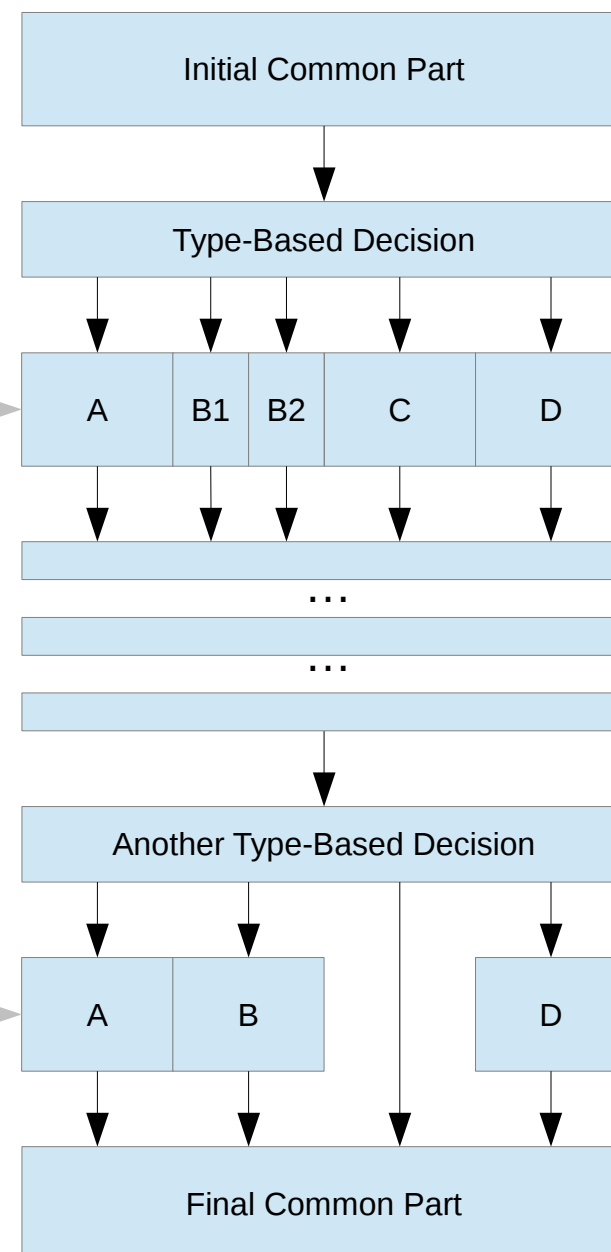 Initial Common Part
Type-Based Decision
A B1 B2 C D
...
...
Another Type-Based Decision
A B D
Final Common Part